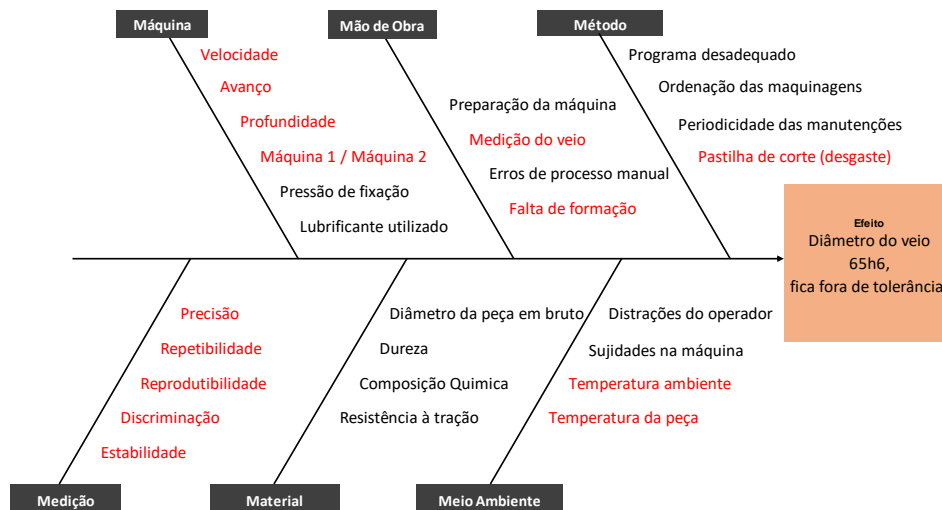 Máquina
Velocidade
Avanço
Profundidade
Máquina 1 / Máquina 2
Pressão de fixação
Lubrificante utilizado
Mão de Obra
Preparação da máquina
Medição do veio
Erros de processo manual
Falta de formação
Método
Programa desadequado
Ordenação das maquinagens
Periodicidade das manutenções
Pastilha de corte (desgaste)
Efeito
Diâmetro do veio
65h6,
fica fora de tolerância
Precisão
Repetibilidade
Reprodutibilidade
Discriminação
Estabilidade
Medição
Diâmetro da peça em bruto
Dureza
Composição Quimica
Resistência à tração
Material
Distrações do operador
Sujidades na máquina
Temperatura ambiente
Temperatura da peça
Meio Ambiente